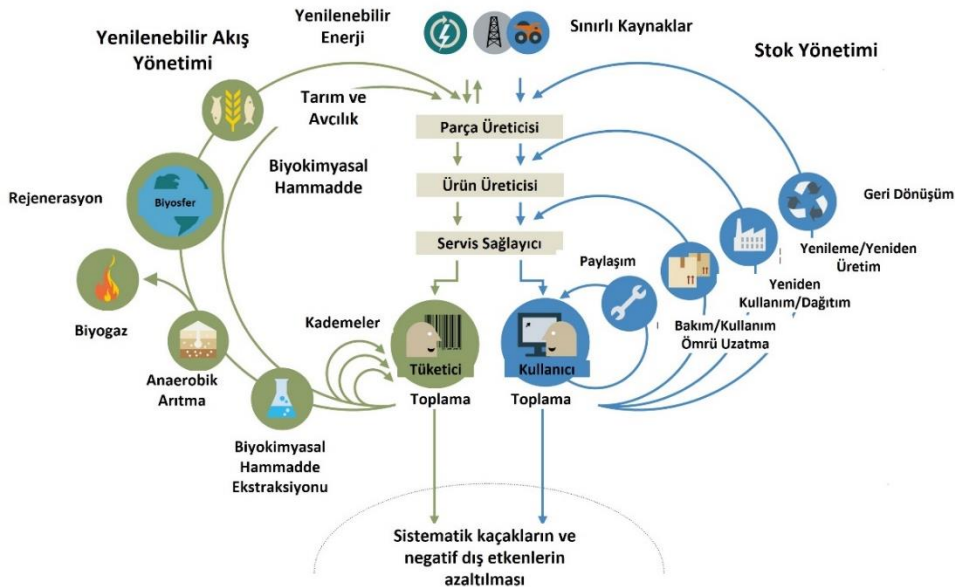 Yenilenebilir Akış
Yönetimi
Yenilenebilir
Enerji
Sınırlı Kaynaklar
Stok Yönetimi
Tarım ve
Avcılık
Parça Üreticisi
Biyokimyasal
Hammadde
Ürün Üreticisi
Rejenerasyon
Biyosfer
Geri Dönüşüm
Servis Sağlayıcı
Paylaşım
Yenileme/Yeniden
Üretim
Yeniden
Kullanım/Dağıtım
Bakım/Kullanım
Ömrü Uzatma
Biyogaz
Kademeler
Anaerobik
Arıtma
Tüketici
Kullanıcı
Toplama
Toplama
Biyokimyasal
Hammadde
Ekstraksiyonu
Sistematik kaçakların ve
negatif dış etkenlerin
azaltılması